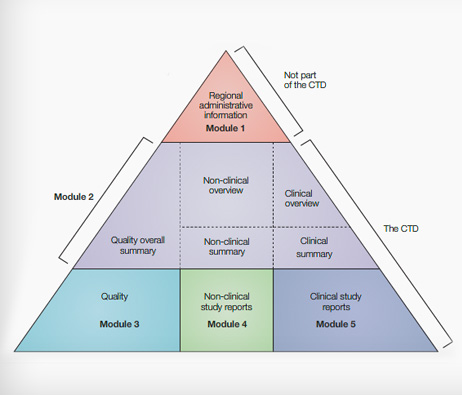 Not part
of the CTD
Regional
administrative
information
Module 1
Non-clinical
overview
Clinical
overview
Module 2
The CTD
Quality overall
summary
Non-clinical
summary
Clinical
summary
Quality
Module 3
Non-clinical
study reports
Module 4
Clinical study
reports
Module 5